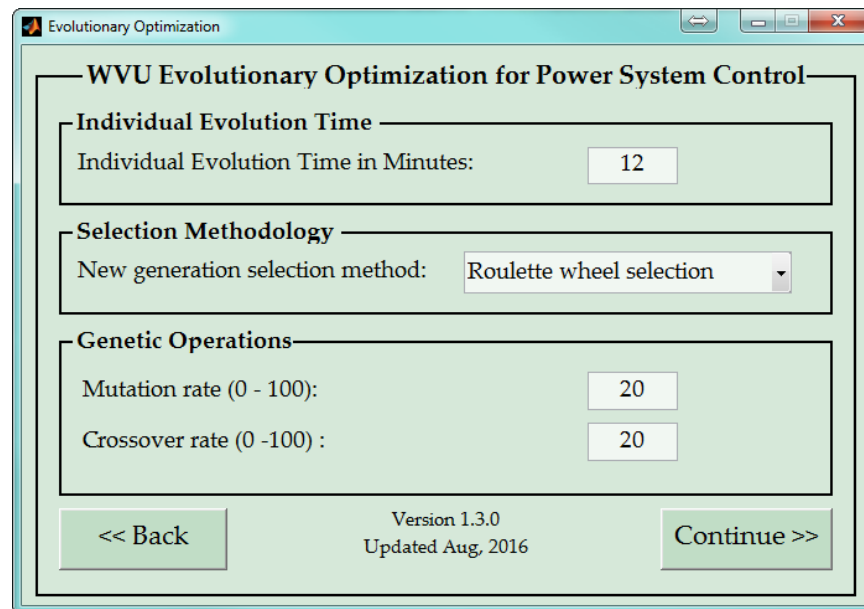 Evolutionary Optimization
WVU Evolutionary Optimization for Power System Control
Individual Evolution Time
Individual Evolution Time in Minutes: 12
Selection Methodology
New generation selection method: Roulette wheel selection
Genetic Operations
Mutation rate (0 - 100): 20
Crossover rate (0 -100) : 20
<< Back
Version 1.3.0
Updated Aug, 2016
Continue >>